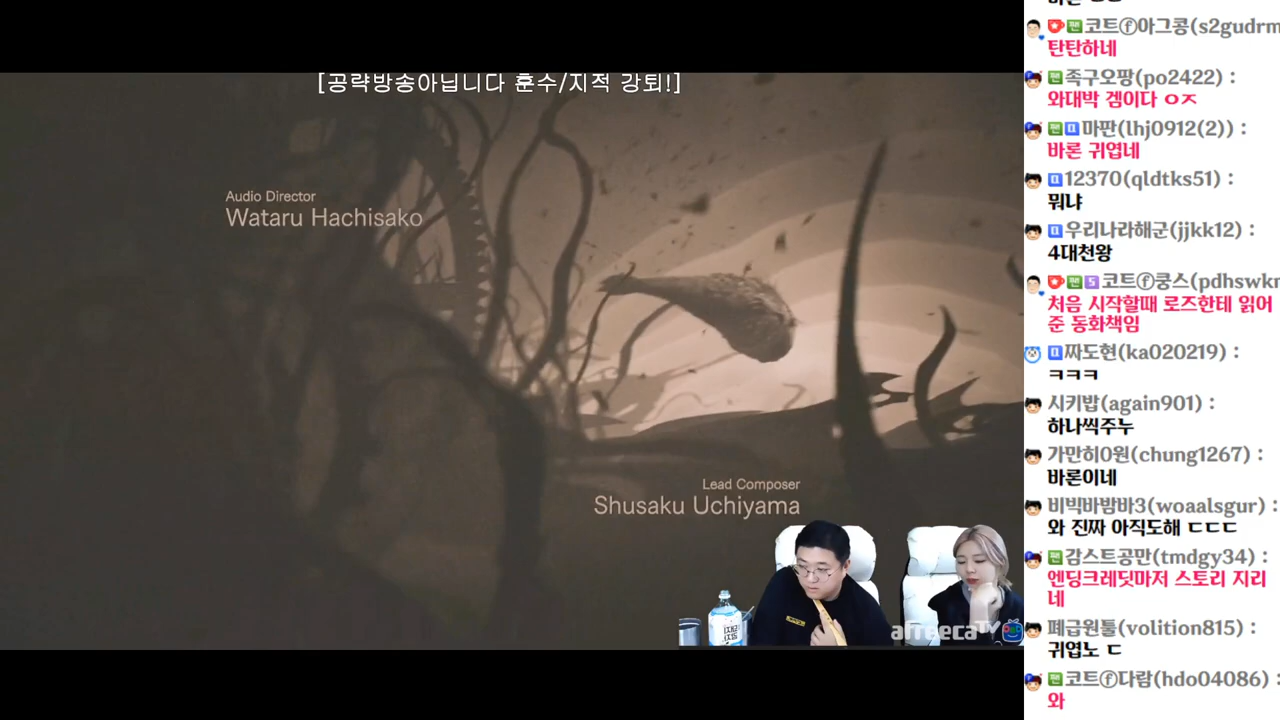 [공략방송아닙니다 훈수/지적 강퇴!]
Audio Director
Wataru Hachisako
Lead Composer
Shusaku Uchiyama
afreecaTV
코트ⓕ아그콩(s2gudrm
탄탄하네
족구오팡(po2422) :
와대박 겜이다 ㅇㅈ
마판(lhj0912(2)) :
바론 귀엽네
12370(qldtks51) :
뭐냐
우리나라해군(jjkk12) :
4대천왕
코트ⓕ쿵스(pdhswkr
처음 시작할때 로즈한테 읽어
준 동화책임
짜도현(ka020219) :
ㅋㅋㅋ
시키밥(again901) :
하나씩주누
가만히0원(chung1267) :
바론이네
비빅바밤바3(woaalsgur) :
와 진짜 아직도해 ㄷㄷㄷ
감스트공만(tmdgy34) :
엔딩크레딧마저 스토리 지리
네
폐급원툴(volition815) :
귀엽노 ㄷ
코트ⓕ다람(hdo04086) :
와